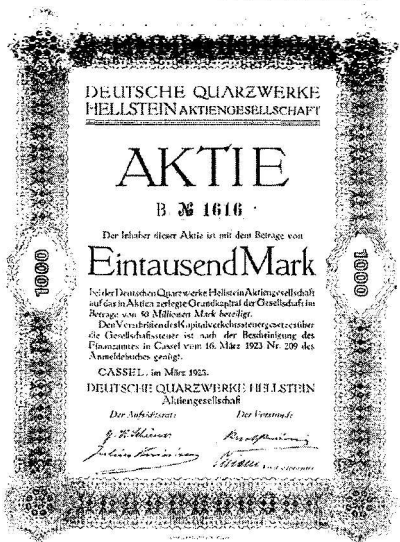 DEUTSCHE QUARZWERKE
HELLSTEIN AKTIENGESELLSCHAFT
AKTIE
B. № 1616
Der Inhaber dieser Aktie ist mit dem Betrage von
Eintausend Mark
1000
1000
bei der Deutschen Quarzwerke Hellstein Aktiengesellschaft
auf das in Aktien zerlegte Grundkapital der Gesellschaft im
Betrage von 50 Millionen Mark beteiligt.
Den Vorschriften des Kapitalverkehrssteuergesetzes über
die Gesellschaftssteuer ist nach der Bescheinigung des
Finanzamtes in Cassel vom 16. März 1923 Nr. 209 des
Anmeldebuches genügt.
CASSEL, im März 1923.
DEUTSCHE QUARZWERKE HELLSTEIN
Aktiengesellschaft
Der Aufsichtsrat: Der Vorstand: